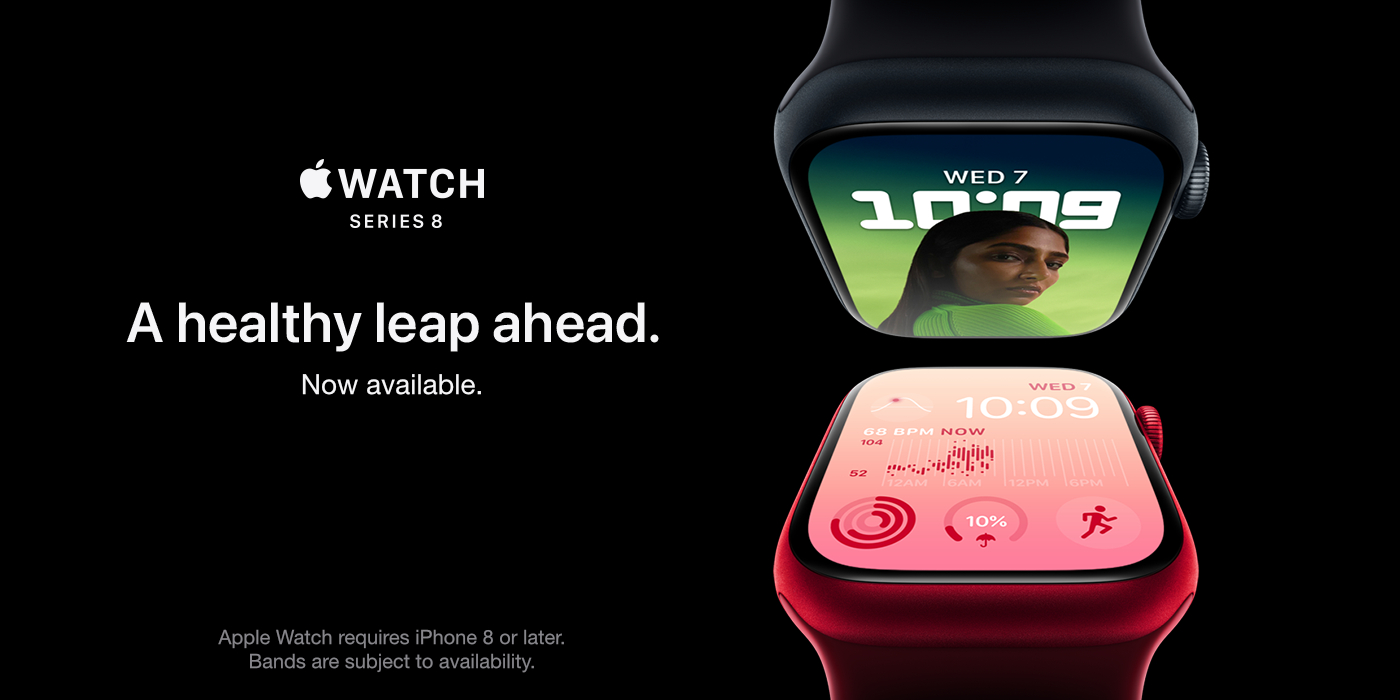 WATCH
SERIES 8
A healthy leap ahead.
Now available.
Apple Watch requires iPhone 8 or later.
Bands are subject to availability.
WED 7
10:09
WED 7
10:09
68 BPM NOW
104
52
12AM 6AM 12PM 6PM
10%